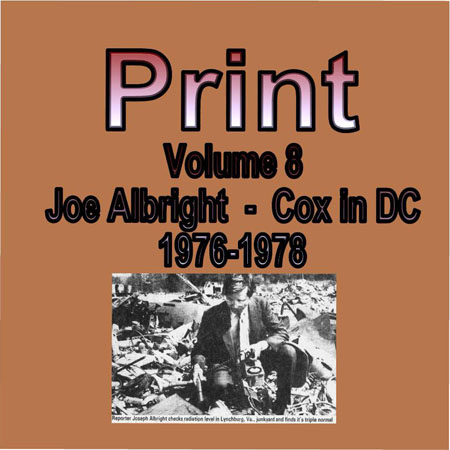 Print
Volume 8
Joe Albright - Cox in DC
1976-1978
Reporter Joseph Albright checks radiation level in Lynchburg, Va., junkyard and finds it's triple normal